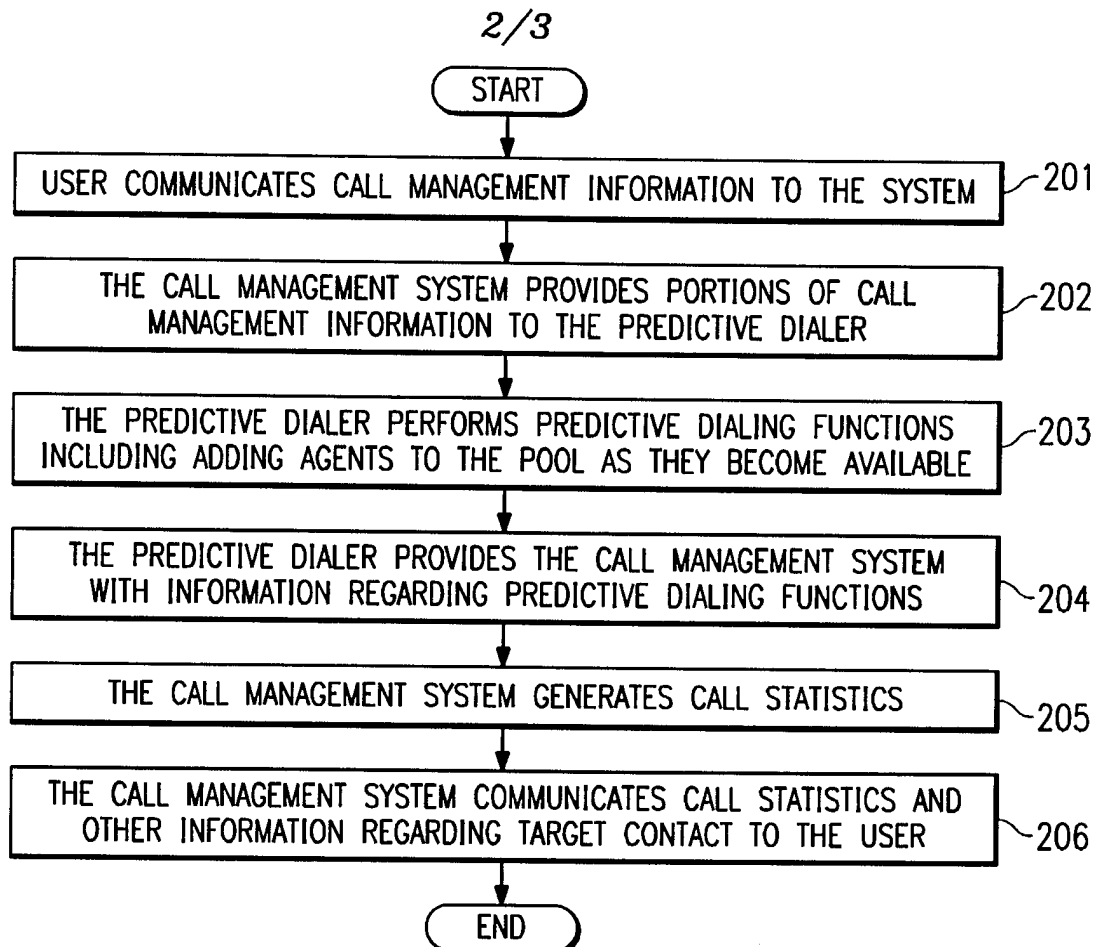 2/3
START
USER COMMUNICATES CALL MANAGEMENT INFORMATION TO THE SYSTEM
201
THE CALL MANAGEMENT SYSTEM PROVIDES PORTIONS OF CALL
MANAGEMENT INFORMATION TO THE PREDICTIVE DIALER
202
THE PREDICTIVE DIALER PERFORMS PREDICTIVE DIALING FUNCTIONS
INCLUDING ADDING AGENTS TO THE POOL AS THEY BECOME AVAILABLE
203
THE PREDICTIVE DIALER PROVIDES THE CALL MANAGEMENT SYSTEM
WITH INFORMATION REGARDING PREDICTIVE DIALING FUNCTIONS
204
THE CALL MANAGEMENT SYSTEM GENERATES CALL STATISTICS
205
THE CALL MANAGEMENT SYSTEM COMMUNICATES CALL STATISTICS AND
OTHER INFORMATION REGARDING TARGET CONTACT TO THE USER
206
END